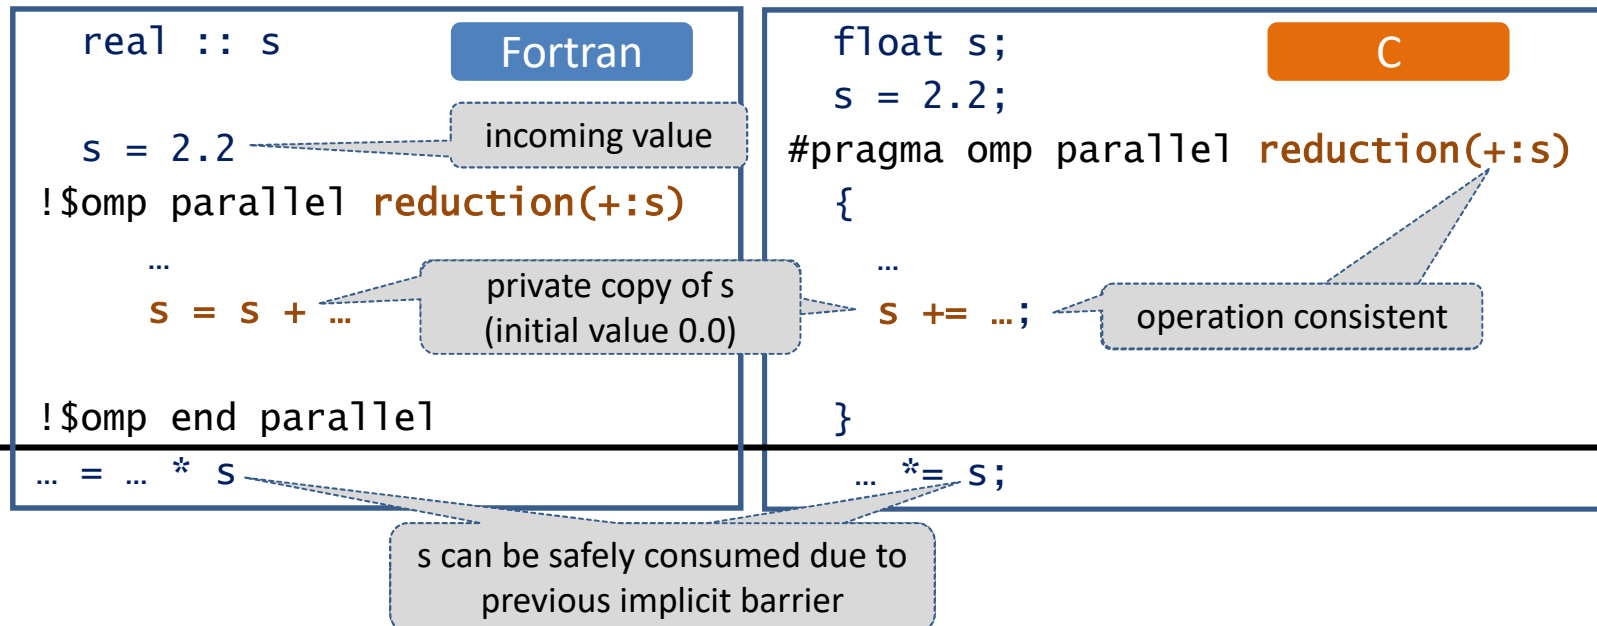 real :: s
Fortran
s = 2.2
incoming value
!$omp parallel reduction(+:s)
…
s = s + …
private copy of s
(initial value 0.0)
!$omp end parallel
… = … * s
float s;
C
s = 2.2;
#pragma omp parallel reduction(+:s)
{
…
s += …;
operation consistent
}
… *= s;
s can be safely consumed due to
previous implicit barrier